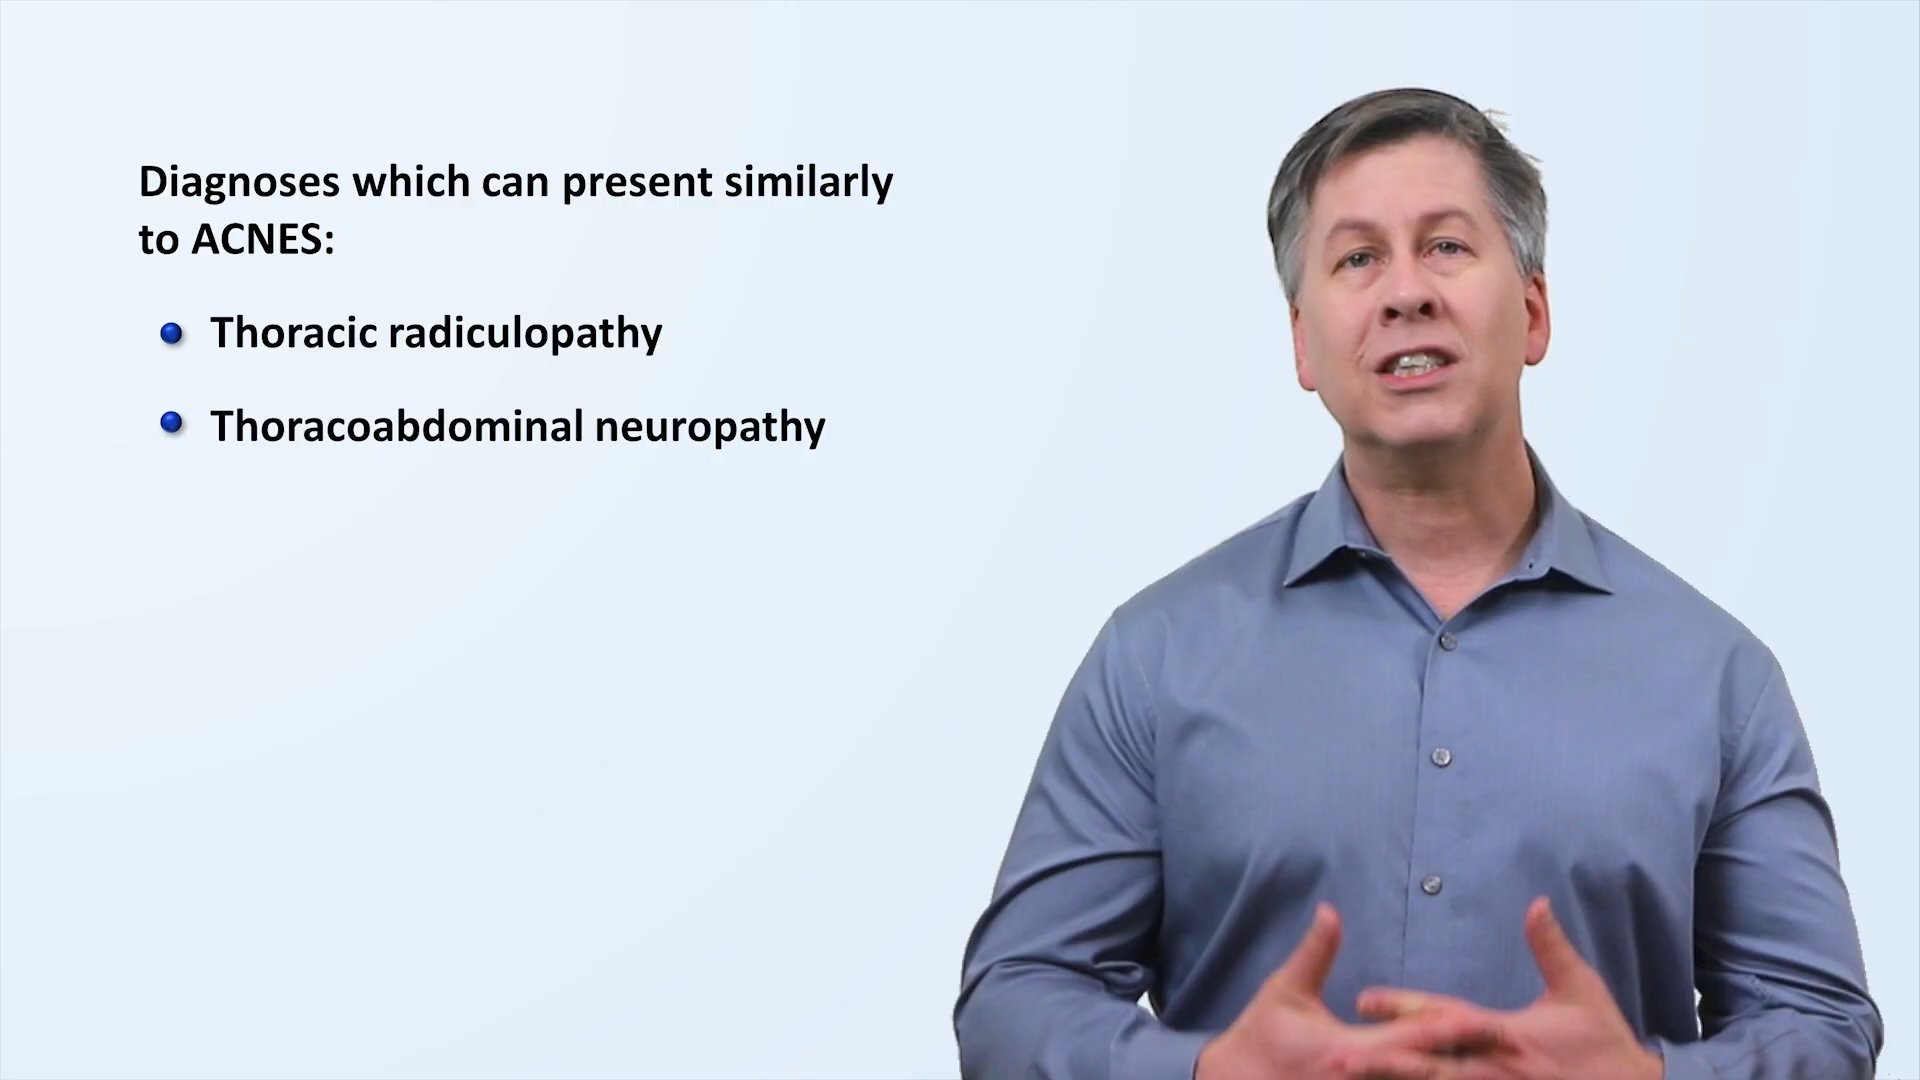 Diagnoses which can present similarly
to ACNES:
Thoracic radiculopathy
Thoracoabdominal neuropathy